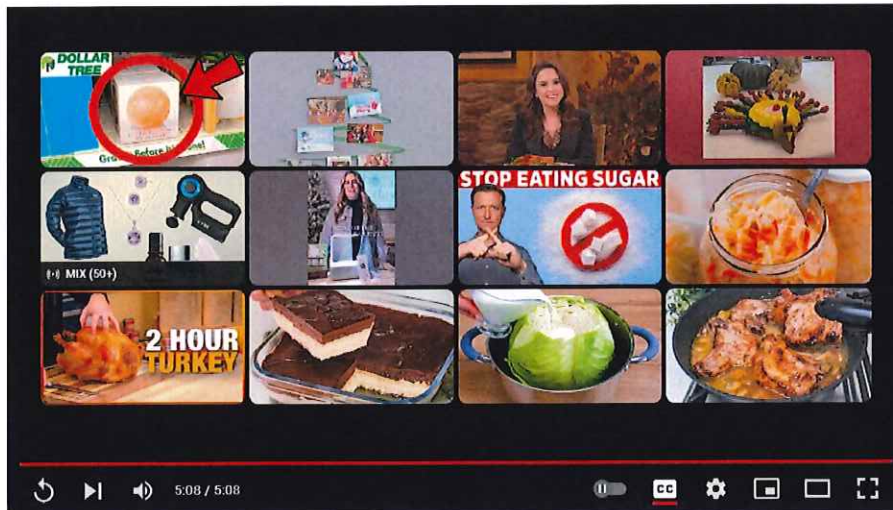 DOLLAR
TREE
STOP EATING SUGAR
MIX (50+)
2 HOUR
TURKEY
5:08 / 5:08
CC